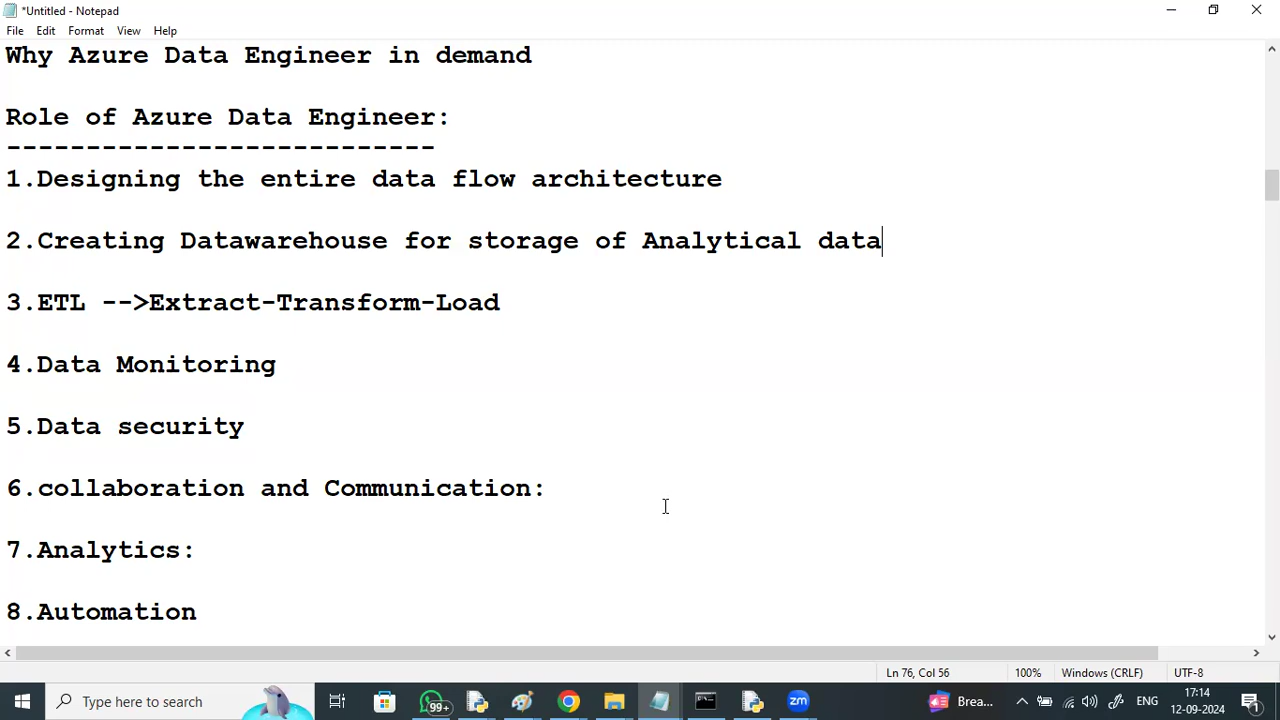 *Untitled - Notepad
File Edit Format View Help
Why Azure Data Engineer in demand
Role of Azure Data Engineer:
---------------------------
1.Designing the entire data flow architecture
2.Creating Datawarehouse for storage of Analytical data
3.ETL -->Extract-Transform-Load
4.Data Monitoring
5.Data security
6.collaboration and Communication:
7.Analytics:
8.Automation
Ln 76, Col 56 100% Windows (CRLF) UTF-8
Type here to search 99+ zm Brea... ENG 17:14
12-09-2024 1